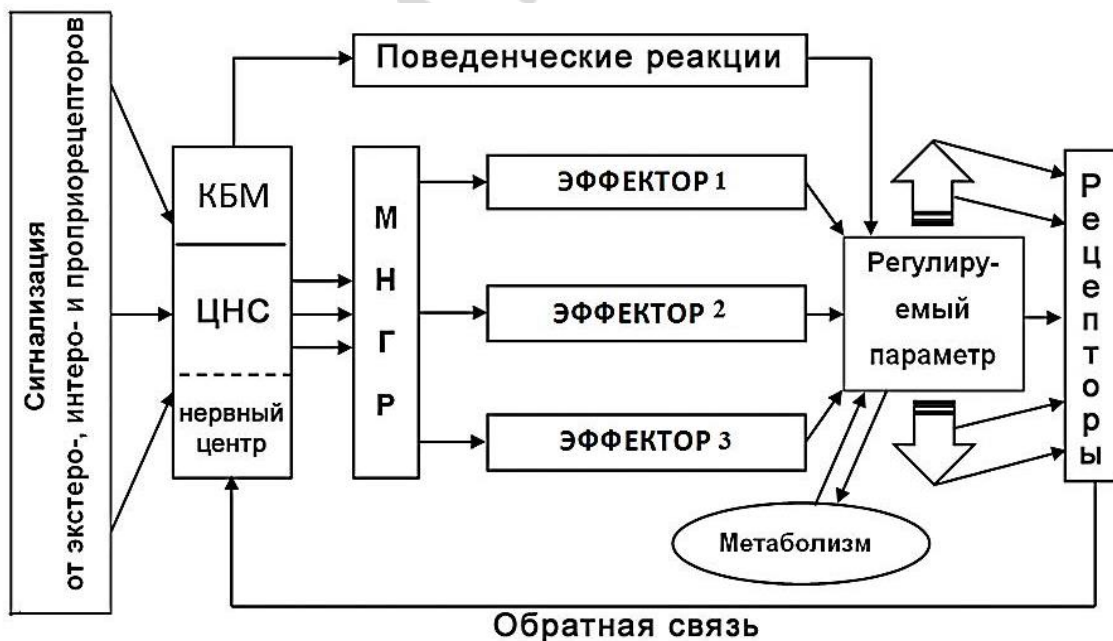 Сигнализация
от экстеро-, интеро- и проприорецепторов
Поведенческие реакции
КБМ
ЦНС
нервный
центр
М
Н
Г
Р
ЭФФЕКТОР 1
ЭФФЕКТОР 2
ЭФФЕКТОР 3
Регулиру-
емый
параметр
Метаболизм
Рецепторы
Обратная связь